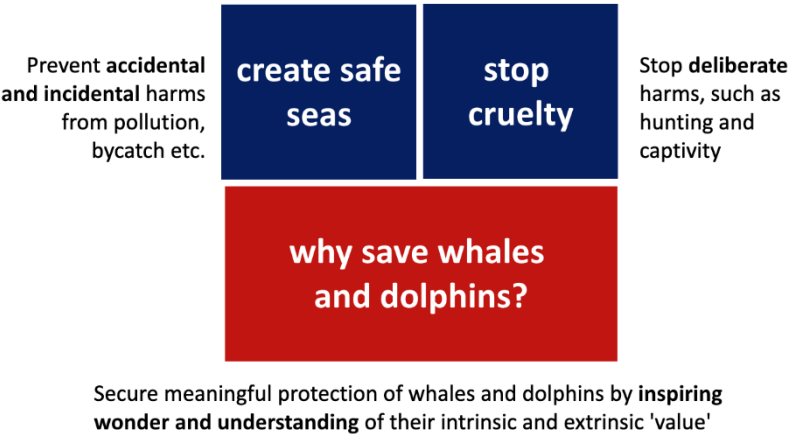 Prevent accidental
and incidental harms
from pollution,
bycatch etc.
create safe
seas
stop
cruelty
Stop deliberate
harms, such as
hunting and
captivity
why save whales
and dolphins?
Secure meaningful protection of whales and dolphins by inspiring
wonder and understanding of their intrinsic and extrinsic 'value'